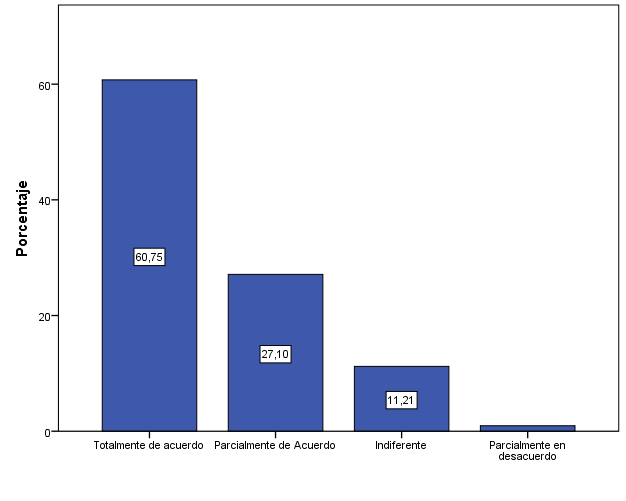 Porcentaje
60
40
20
0
60,75
27,10
11,21
Totalmente de acuerdo
Parcialmente de Acuerdo
Indiferente
Parcialmente en
desacuerdo